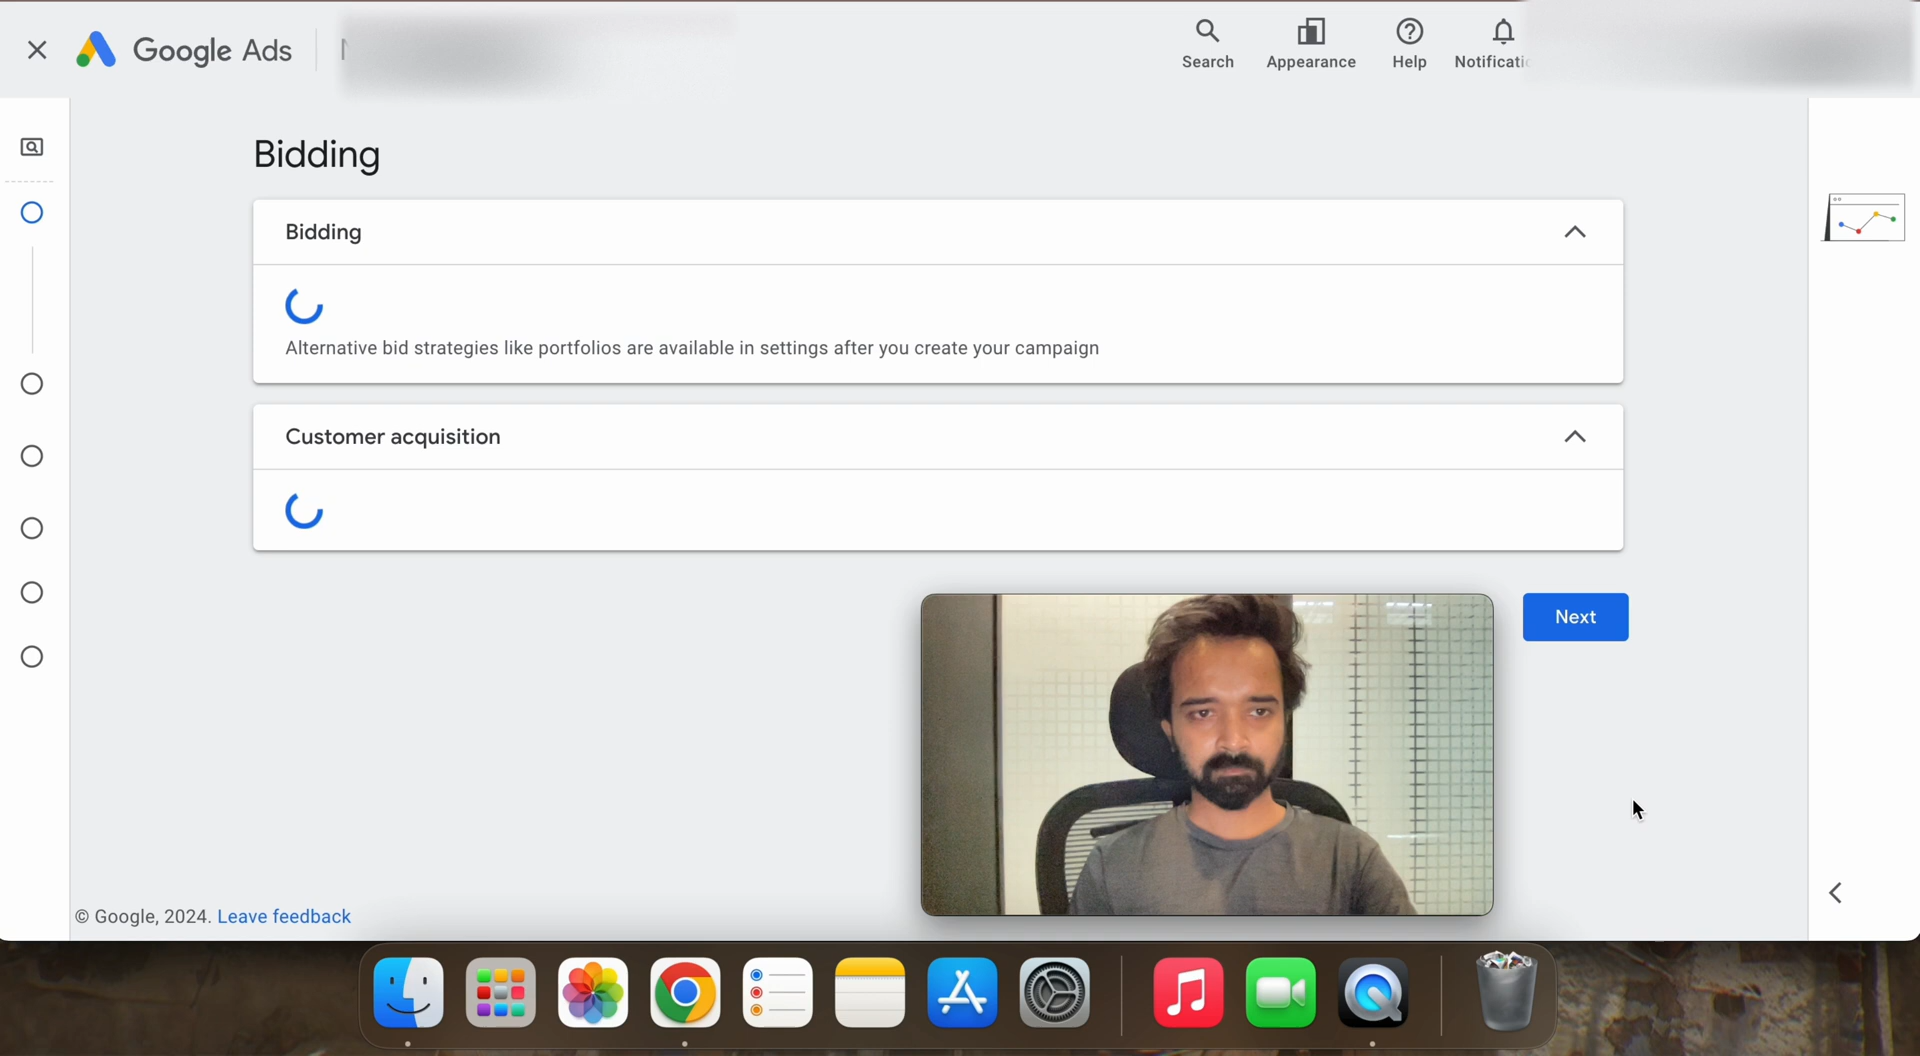 Google Ads
Search
Appearance
Help
Bidding
Bidding
Alternative bid strategies like portfolios are available in settings after you create your campaign
Customer acquisition
Next
© Google, 2024. Leave feedback